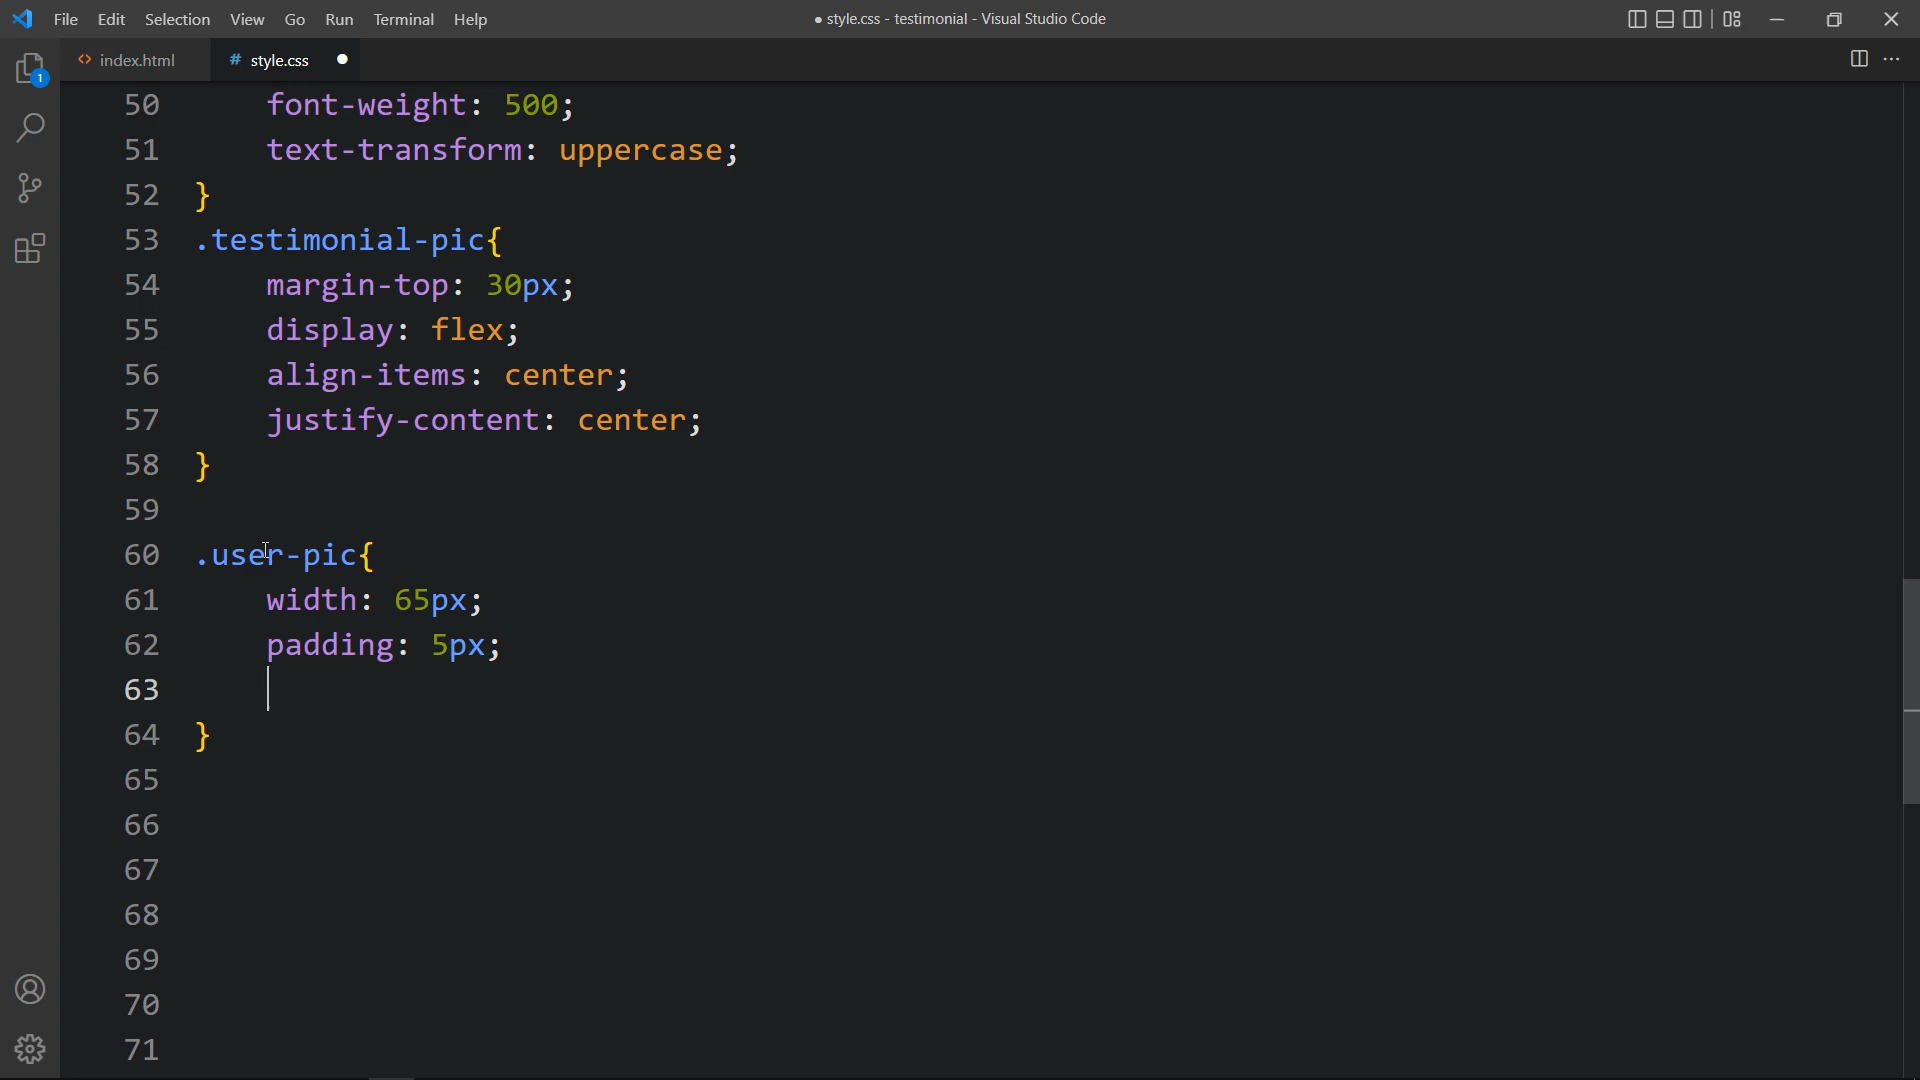 File Edit Selection View Go Run Terminal Help ● style.css - testimonial - Visual Studio Code
<> index.html # style.css ●
1
50 font-weight: 500;
51 text-transform: uppercase;
52 }
53 .testimonial-pic{
54 margin-top: 30px;
55 display: flex;
56 align-items: center;
57 justify-content: center;
58 }
59
60 .user-pic{
61 width: 65px;
62 padding: 5px;
63
64 }
65
66
67
68
69
70
71